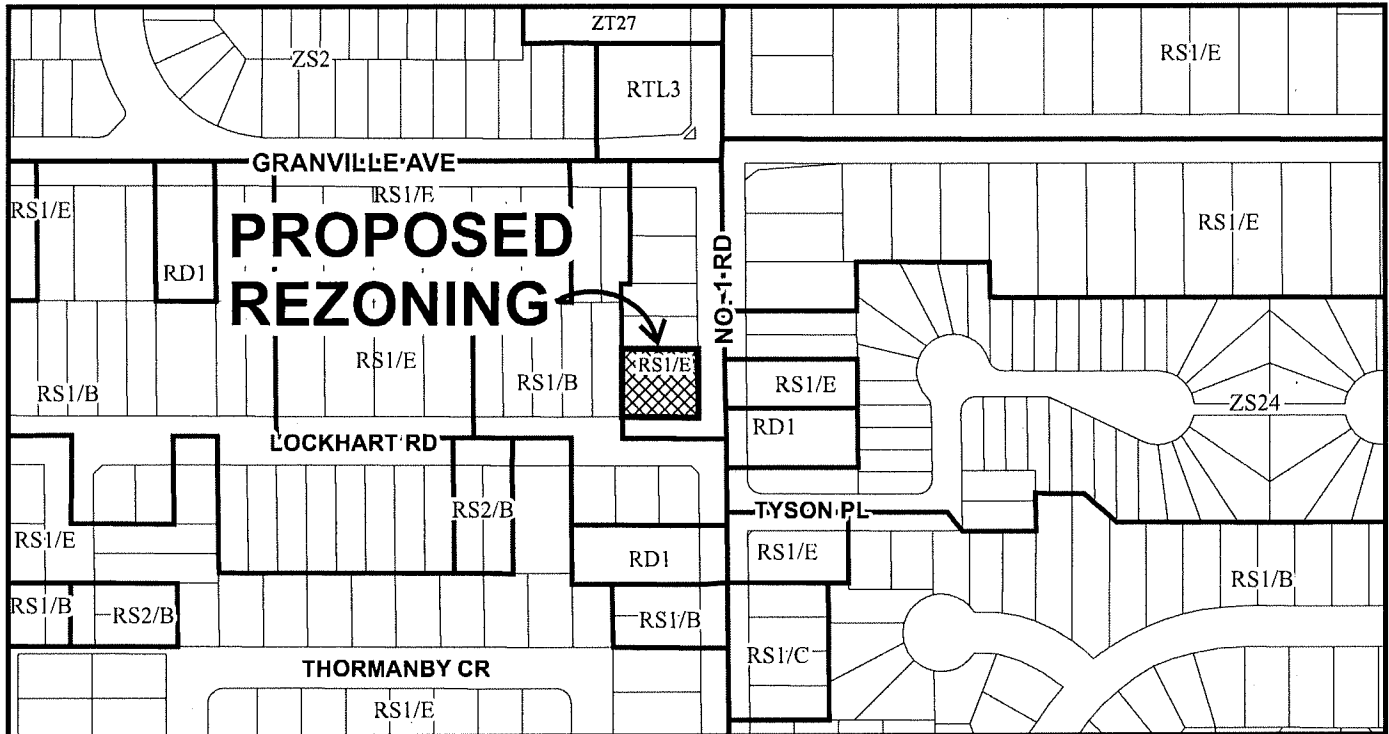 ZT27
ZS2
RTL3
RS1/E
GRANVILLE AVE
RS1/E
RS1/E
RD1
PROPOSED
REZONING
NO. 1 RD
RS1/E
RS1/E
RS1/B
RS1/E
RS1/B
RS1/E
RD1
ZS24
LOCKHART RD
RS2/B
TYSON PL
RS1/E
RD1
RS1/E
RS1/B
RS1/B
RS2/B
RS1/B
RS1/C
THORMANBY CR
RS1/E